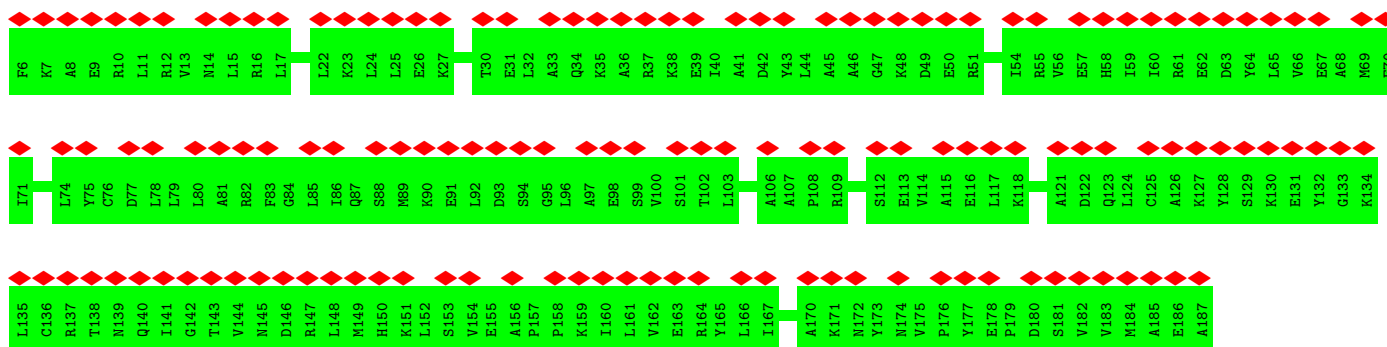 F6 K7 A8 E9 R10 L11 R12 V13 N14 L15 R16 L17 L22 K23 L24 L25 E26 K27 T30 E31 L32 A33 Q34 K35 A36 R37 K38 E39 I40 A41 D42 Y43 L44 A45 A46 G47 K48 D49 E50 R51 I54 R55 V56 E57 H58 I59 I60 R61 E62 D63 Y64 L65 V66 E67 A68 M69
I71 L74 Y75 C76 D77 L78 L79 L80 A81 R82 F83 G84 L85 I86 Q87 S88 M89 K90 E91 L92 D93 S94 G95 L96 A97 E98 S99 V100 S101 T102 L103 A106 A107 P108 R109 S112 E113 V114 A115 E116 L117 K118 A121 D122 Q123 L124 C125 A126 K127 Y128 S129 K130 E131 Y132 G133 K134
L135 C136 R137 T138 N139 Q140 I141 G142 T143 V144 N145 D146 R147 L148 M149 H150 K151 L152 S153 V154 E155 A156 P157 P158 K159 I160 L161 V162 E163 R164 Y165 L166 I167 A170 K171 N172 Y173 N174 V175 P176 Y177 E178 P179 D180 S181 V182 V183 M184 A185 E186 A187